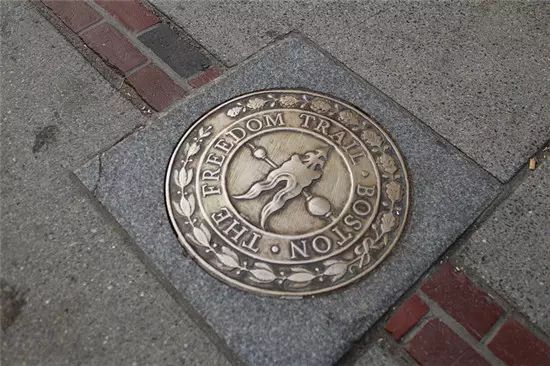 THE FREEDOM TRAIL · BOSTON ·